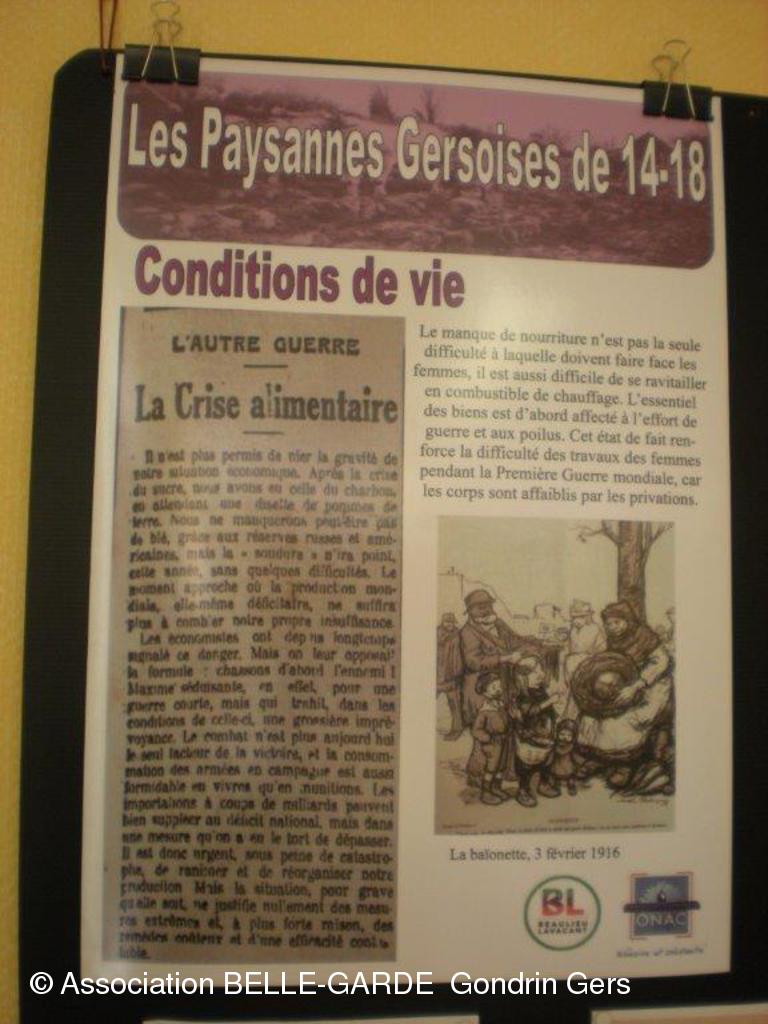 Les Paysannes Gersoises de 14-18
Conditions de vie
L'AUTRE GUERRE
La Crise alimentaire
Il n'est plus permis de nier la gravité de
notre situation économique. Après la crise
du sucre, nous avons eu celle du charbon,
en attendant une disette de pommes de
terre. Nous ne manquerons peut-être pas
de blé, grâce aux réserves russes et amé-
ricaines, mais la « soudure » n'ira point,
cette année, sans quelques difficultés. Le
moment approche où la production mon-
diale, elle-même déficitaire, ne suffira
plus à combler notre propre insuffisance.
Les économistes ont depuis longtemps
signalé ce danger. Mais on leur opposait
la formule : chassons d'abord l'ennemi !
Maxime séduisante, en effet, pour une
guerre courte, mais qui trahit, dans les
conditions de celle-ci, une grossière impré-
voyance. Le combat n'est plus aujourd'hui
le seul facteur de la victoire, et la consom-
mation des armées en campagne est aussi
formidable en vivres qu'en munitions. Les
importations à coups de milliards peuvent
bien suppléer au déficit national, mais dans
une mesure qu'on a eu le tort de dépasser.
Il est donc urgent, sous peine de catastro-
phe, de ranimer et de réorganiser notre
production Mais la situation, pour grave
qu'elle soit, ne justifie nullement des mesu-
res extrêmes et, à plus forte raison, des
remèdes coûteux et d'une efficacité
Le manque de nourriture n'est pas la seule
difficulté à laquelle doivent faire face les
femmes, il est aussi difficile de se ravitailler
en combustible de chauffage. L'essentiel
des biens est d'abord affecté à l'effort de
guerre et aux poilus. Cet état de fait ren-
force la difficulté des travaux des femmes
pendant la Première Guerre mondiale, car
les corps sont affaiblis par les privations.
La baïonette, 3 février 1916
BL
BEAULIEU
LAVACANT
ONAC
© Association BELLE-GARDE Gondrin Gers